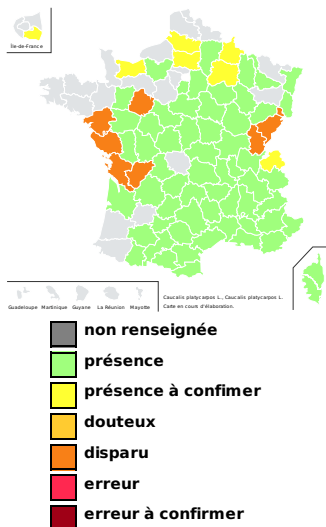 Île-de-France
Guadeloupe Martinique Guyane La Réunion Mayotte
Caucalis platycarpos L., Caucalis platycarpos L.
Carte en cours d'élaboration.
non renseignée
présence
présence à confimer
douteux
disparu
erreur
erreur à confirmer